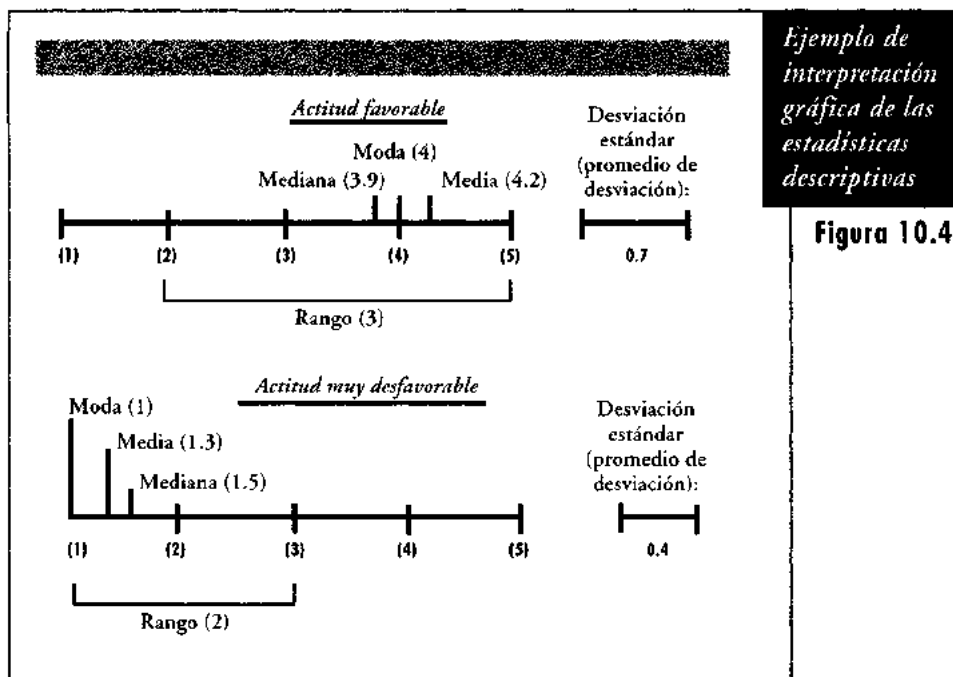 Ejemplo de
interpretación
gráfica de las
estadísticas
descriptivas
Figura 10.4
Actitud favorable
Moda (4)
Mediana (3.9)
Media (4.2)
Desviación
estándar
(promedio de
desviación):
(1)
(2)
(3)
(4)
(5)
0.7
Rango (3)
Actitud muy desfavorable
Moda (1)
Media (1.3)
Mediana (1.5)
Desviación
estándar
(promedio de
desviación):
(1)
(2)
(3)
(4)
(5)
0.4
Rango (2)